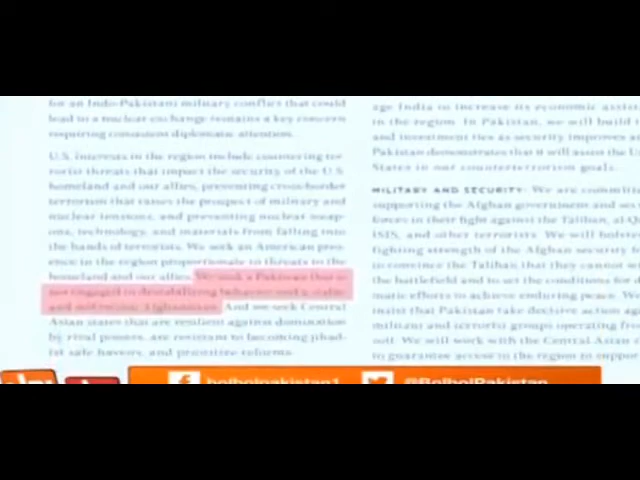 for an Indo-Pakistani military conflict that could
lead to a nuclear exchange remains a key concern
requiring consistent diplomatic attention.
U.S. interests in the region include countering ter-
rorist threats that impact the security of the U.S.
homeland and our allies, preventing cross-border
terrorism that raises the prospect of military and
nuclear tensions, and preventing nuclear weap-
ons, technology, and materials from falling into
the hands of terrorists. We seek an American pres-
ence in the region proportionate to threats to the
homeland and our allies. We seek a Pakistan that is
not engaged in destabilizing behavior and a stable
and Afghanistan. And we seek Central
Asian states that are resilient against domination
by rival powers, are resistant to becoming jihad-
ist safe havens, and prioritize reforms.
age India to increase its economic assist
in the region. In Pakistan, we will build t
and investment ties as security improves a
Pakistan demonstrates that it will assist the U
States in our counterterrorism goals.
MILITARY AND SECURITY: We are committ
supporting the Afghan government and sec
forces in their fight against the Taliban, al-Q
ISIS, and other terrorists. We will bolste
fighting strength of the Afghan security f
to convince the Taliban that they cannot w
the battlefield and to set the conditions for d
matic efforts to achieve enduring peace. W
insist that Pakistan take decisive action aga
militant and terrorist groups operating from
soil. We will work with the Central Asian
to guarantee access to the region to suppor
bolbolpakistan1
@BolbolPakistan